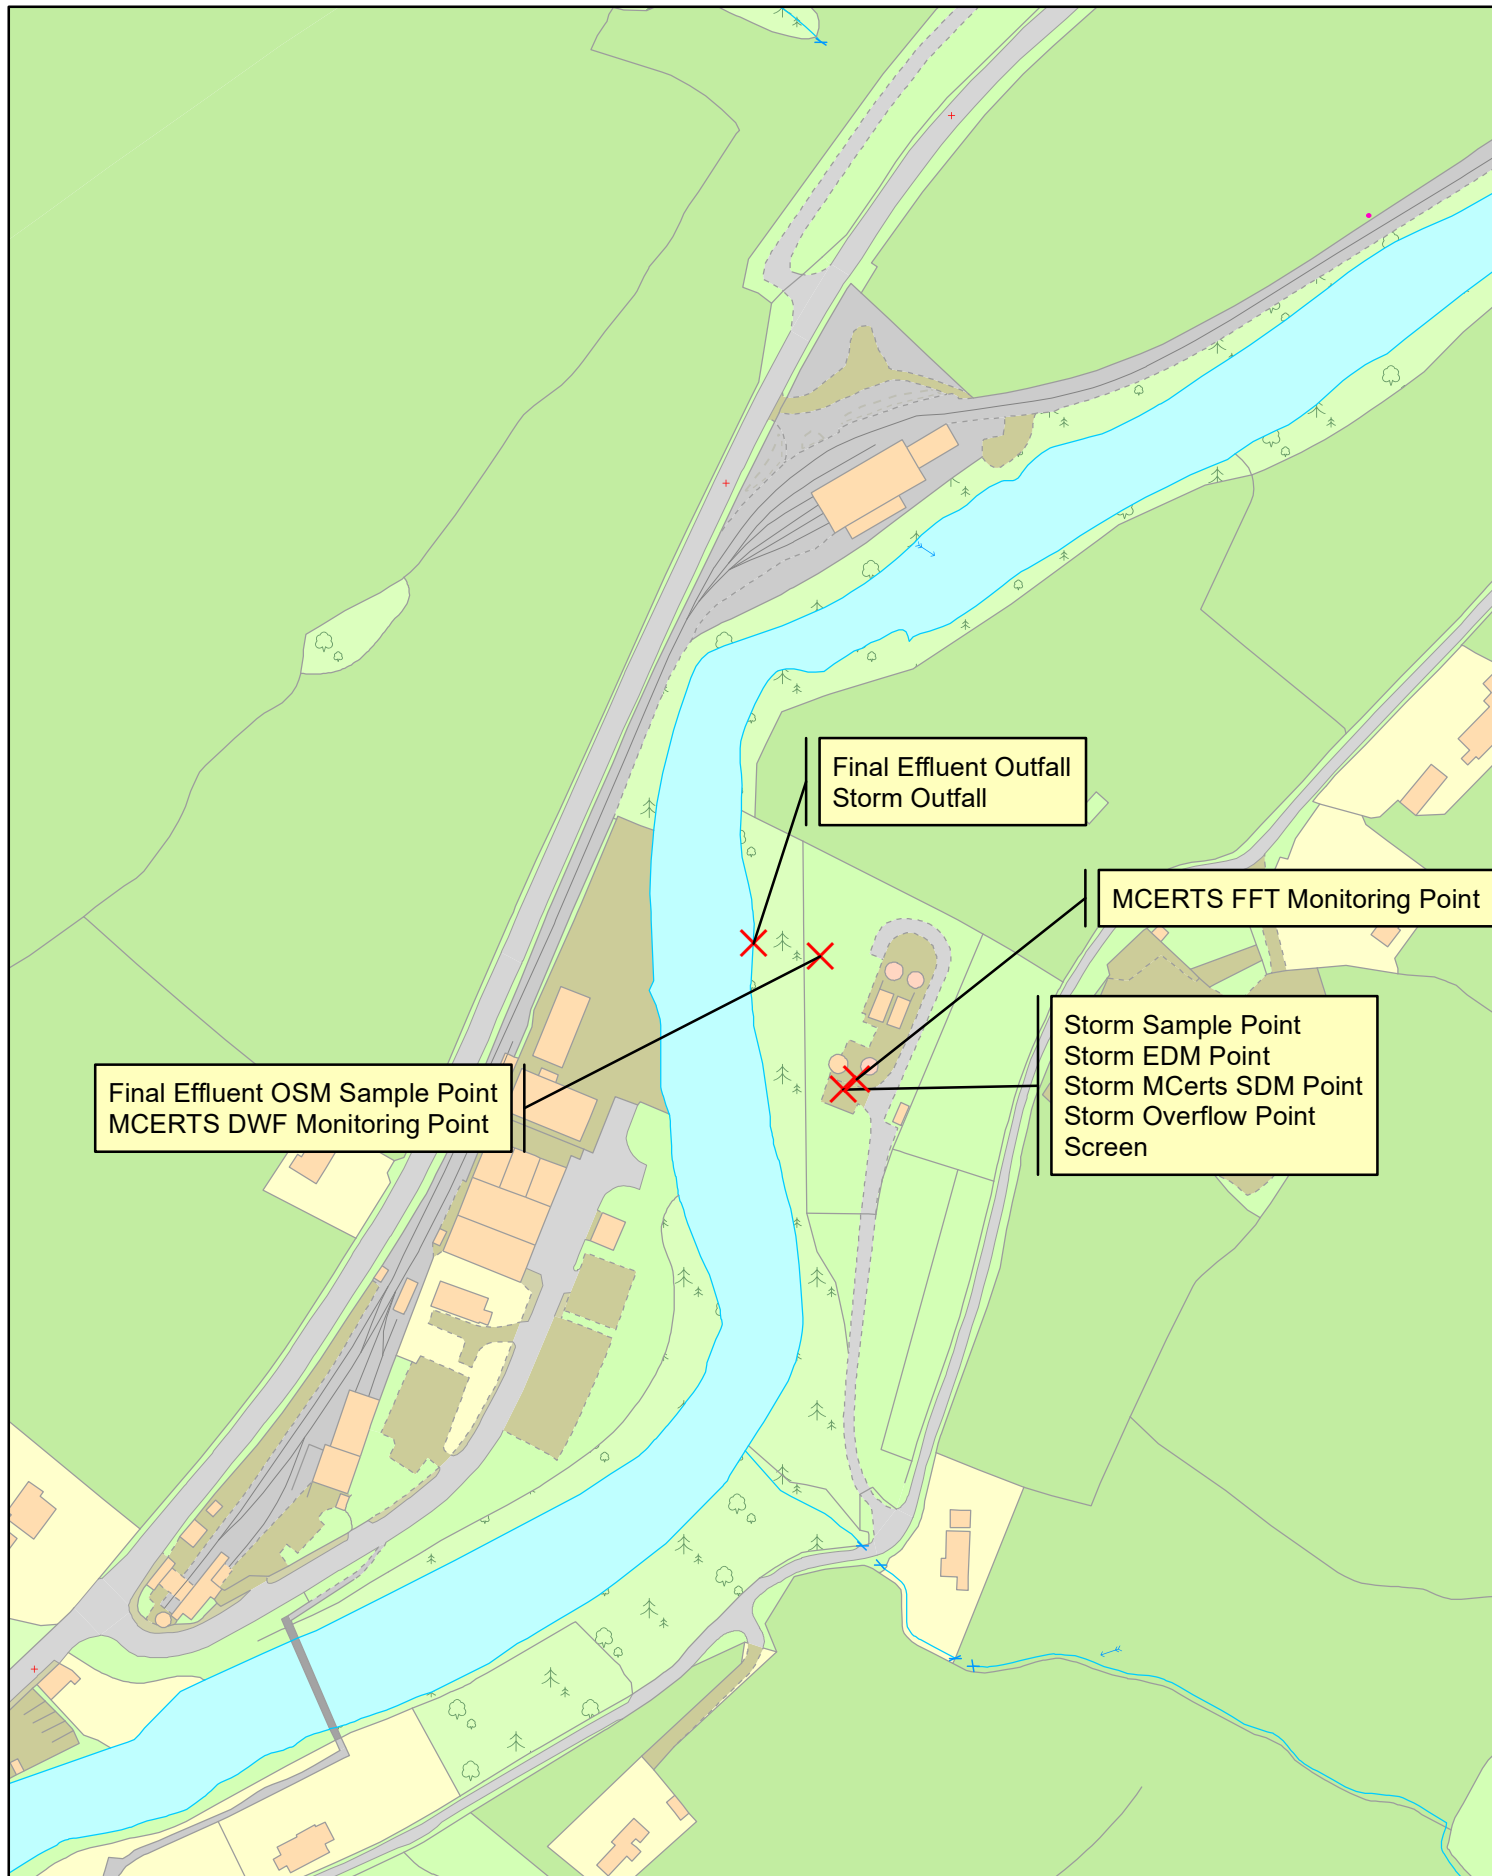 Final Effluent Outfall
Storm Outfall
MCERTS FFT Monitoring Point
Storm Sample Point
Storm EDM Point
Storm MCerts SDM Point
Storm Overflow Point
Screen
Final Effluent OSM Sample Point
MCERTS DWF Monitoring Point